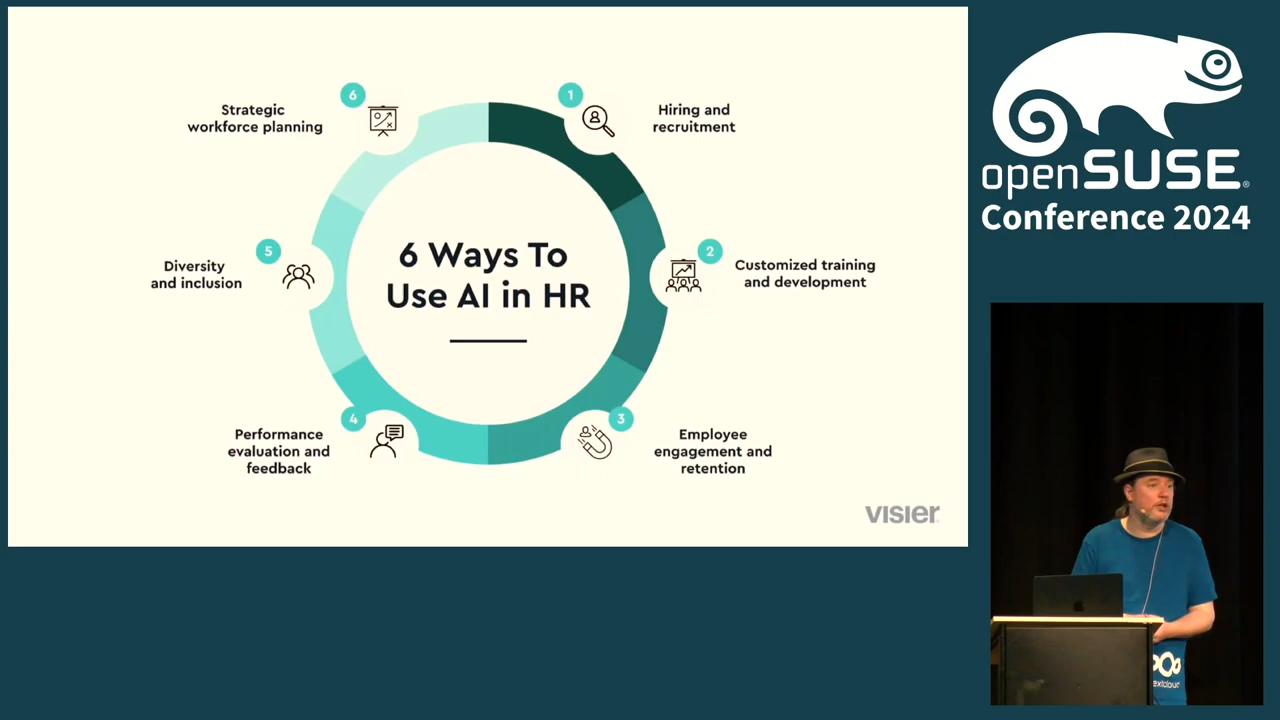 6 Ways To
Use AI in HR
1
Hiring and
recruitment
2
Customized training
and development
3
Employee
engagement and
retention
4
Performance
evaluation and
feedback
5
Diversity
and inclusion
6
Strategic
workforce planning
VISIER
openSUSE
Conference 2024
extcloud